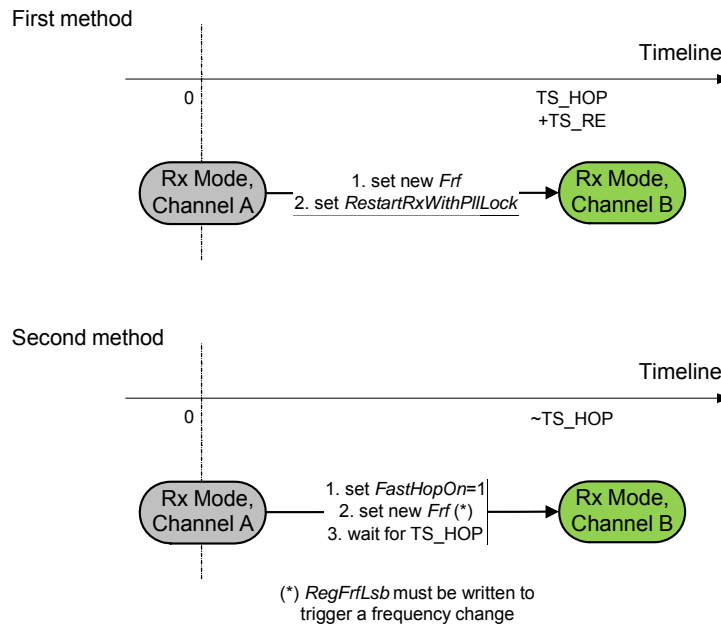 First method
Timeline
0
TS_HOP
+TS_RE
Rx Mode,
Channel A
1. set new Frf
2. set RestartRxWithPllLock
Rx Mode,
Channel B
Second method
Timeline
0
~TS_HOP
Rx Mode,
Channel A
1. set FastHopOn=1
2. set new Frf (*)
3. wait for TS_HOP
Rx Mode,
Channel B
(*) RegFrfLsb must be written to
trigger a frequency change